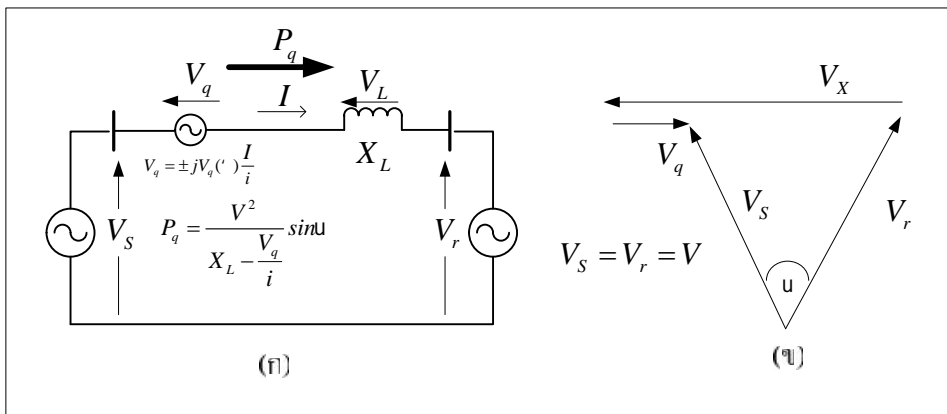 P_q
V_q
I
V_L
V_q = ± jV_q(‘) I/i
X_L
V_S
P_q = V²/(X_L − V_q/i) sinu
V_r
(ก)
V_X
V_q
V_S
V_r
V_S = V_r = V
u
(ข)